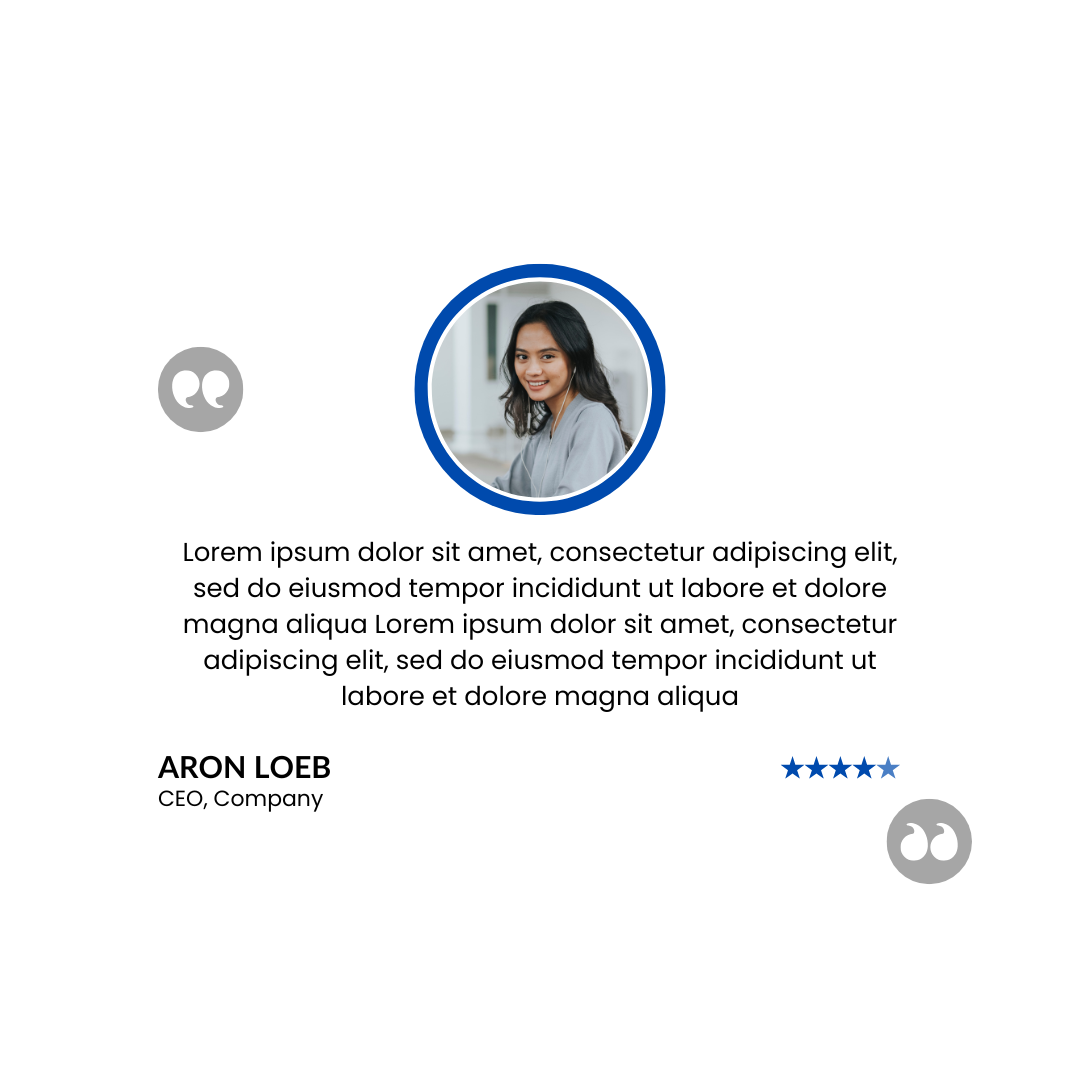 Lorem ipsum dolor sit amet, consectetur adipiscing elit,
sed do eiusmod tempor incididunt ut labore et dolore
magna aliqua Lorem ipsum dolor sit amet, consectetur
adipiscing elit, sed do eiusmod tempor incididunt ut
labore et dolore magna aliqua
ARON LOEB
CEO, Company